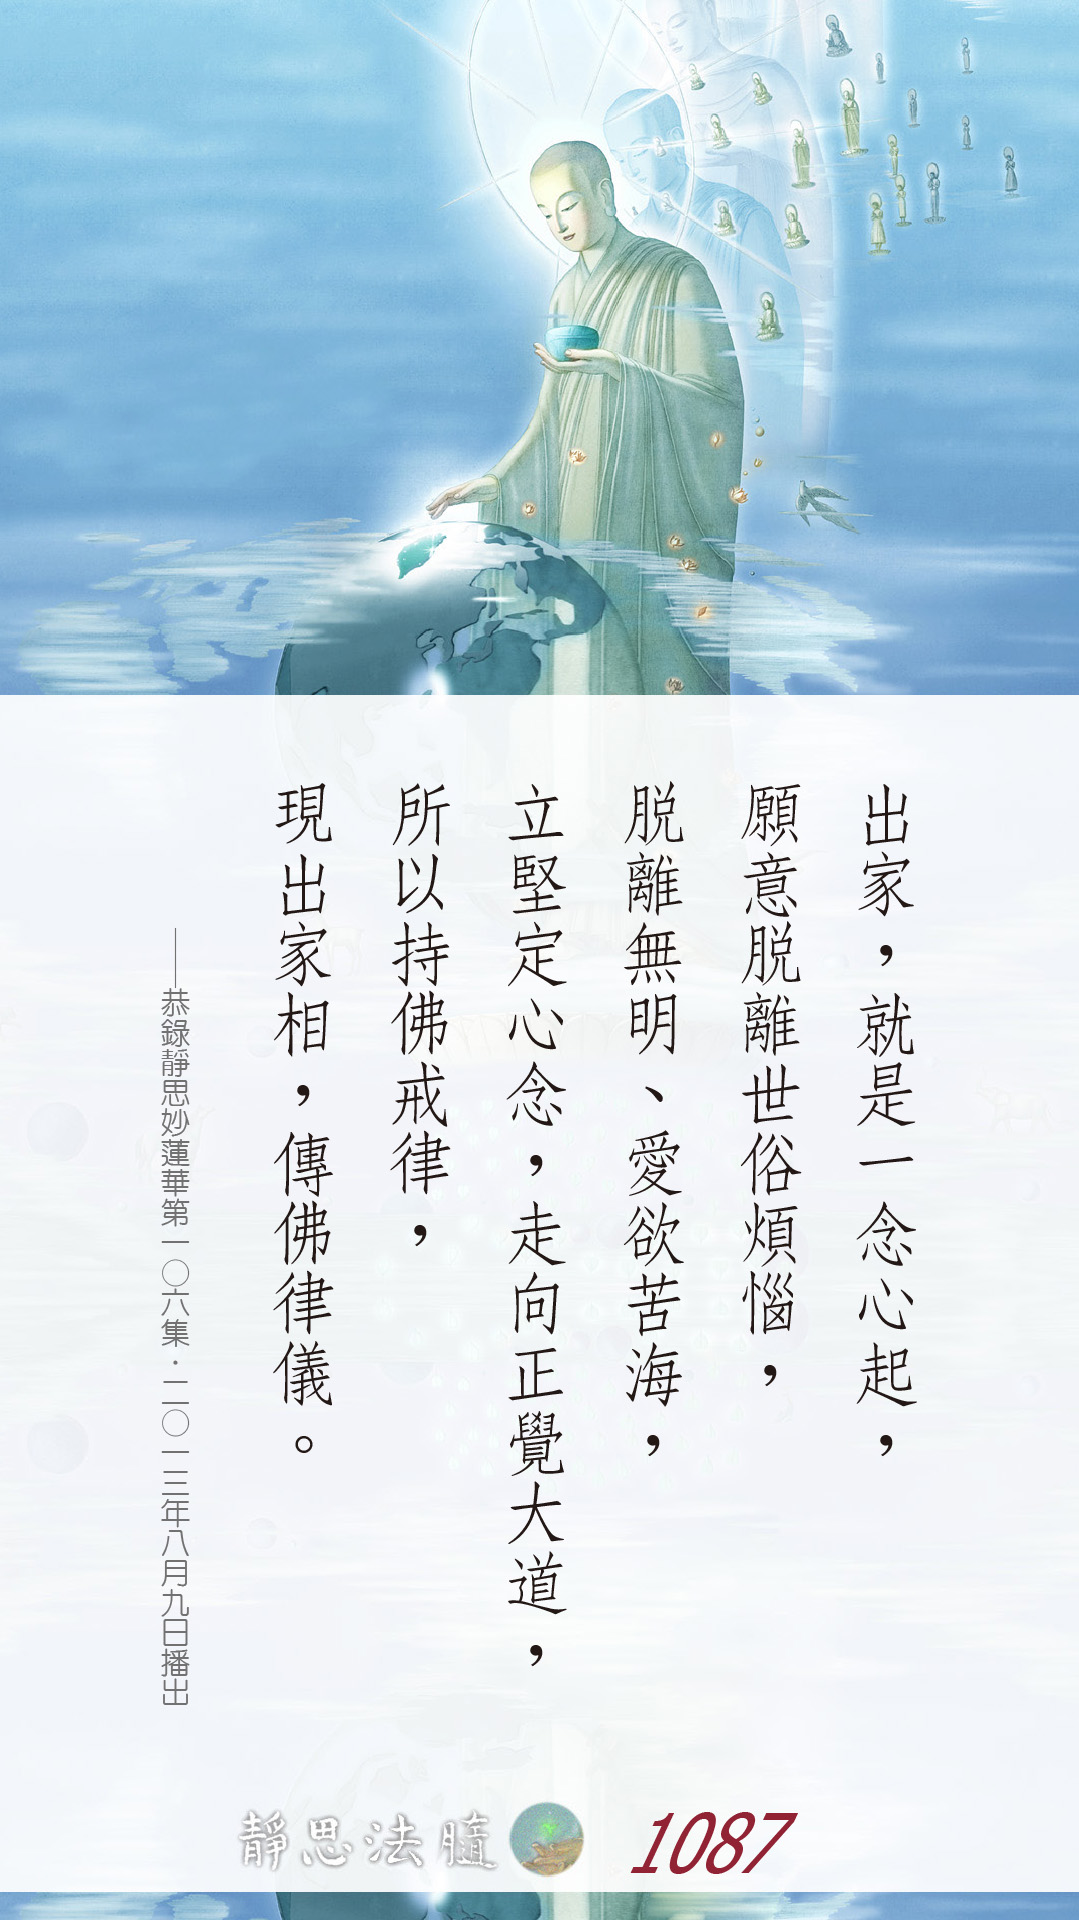 出家，就是一念心起，
願意脱離世俗煩惱，
脱離無明、愛欲苦海，
立堅定心念，走向正覺大道，
所以持佛戒律，
現出家相，傳佛律儀。
——恭錄靜思妙蓮華第一〇六集・二〇一三年八月九日播出
靜思法髓
1087